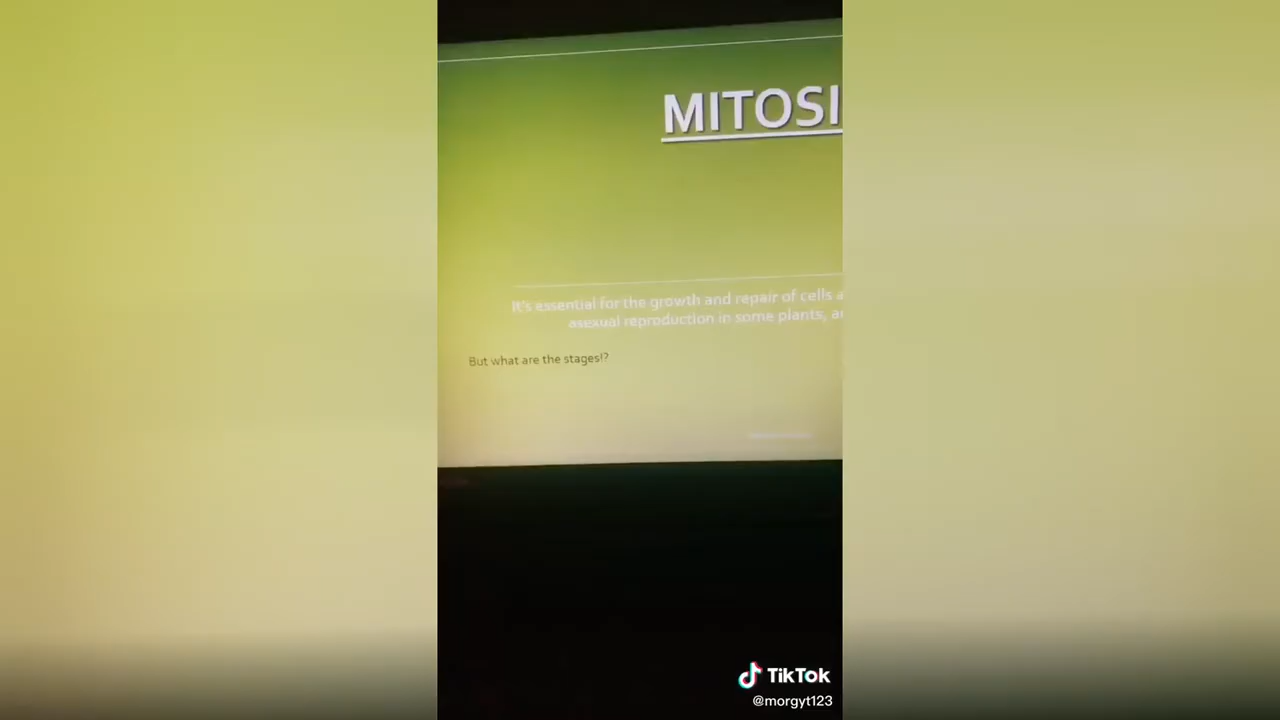 MITOSI
It's essential for the growth and repair of cells a
asexual reproduction in some plants, a
But what are the stages!?
TikTok
@morgyt123